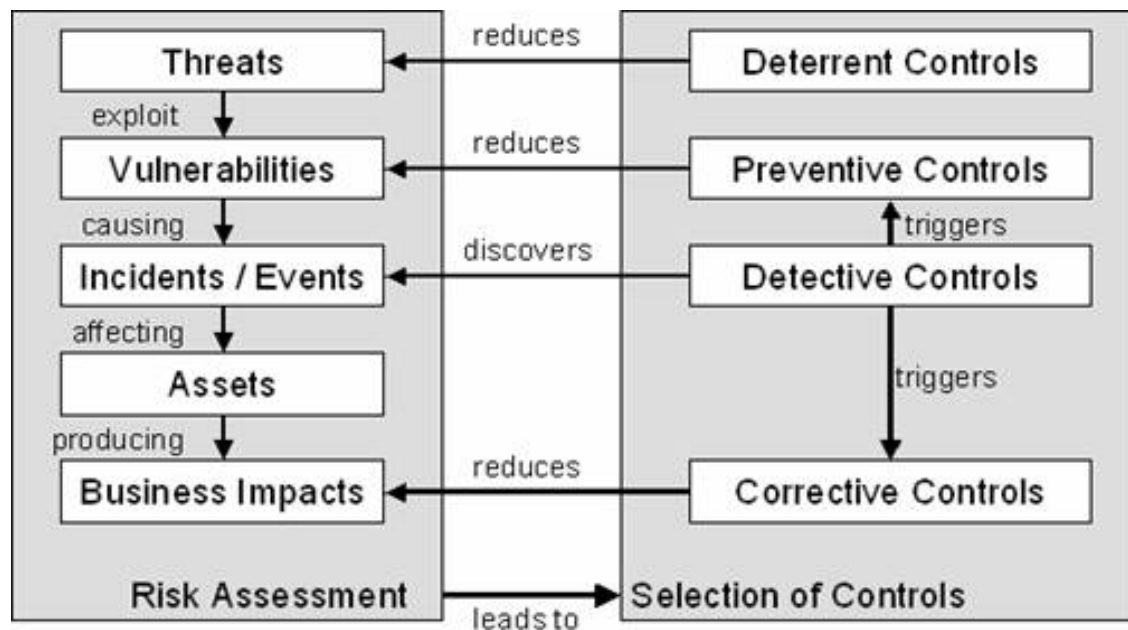 Threats
reduces
Deterrent Controls
exploit
Vulnerabilities
reduces
Preventive Controls
causing
triggers
Incidents / Events
discovers
Detective Controls
affecting
Assets
triggers
producing
Business Impacts
reduces
Corrective Controls
Risk Assessment
leads to
Selection of Controls